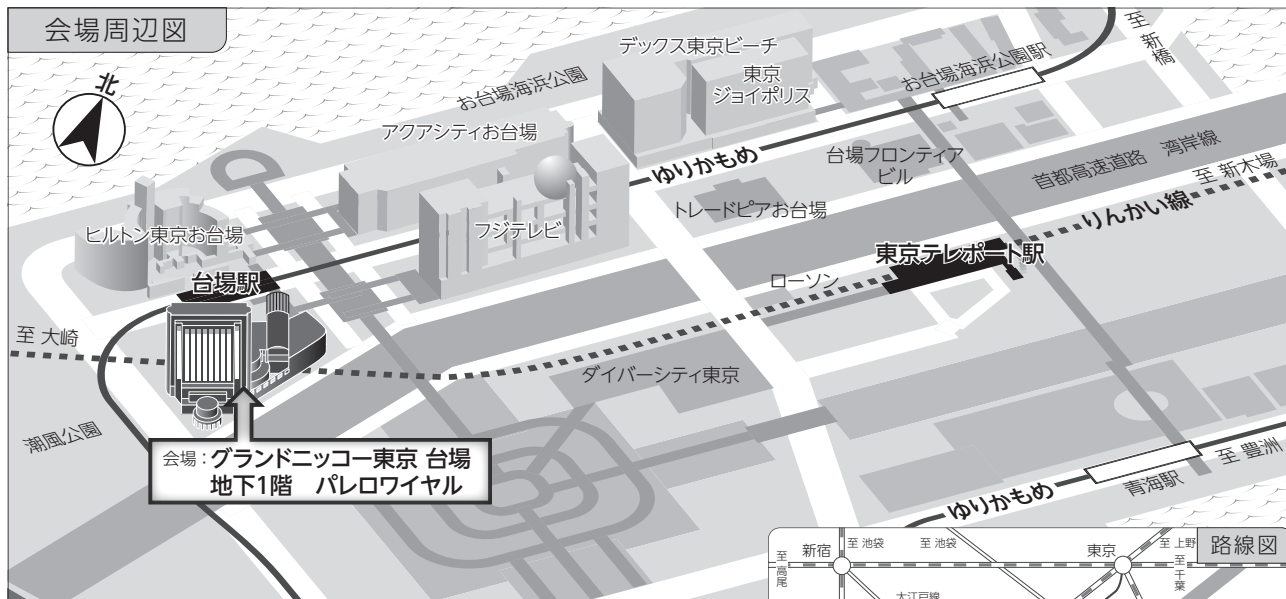 会場周辺図
北
デックス東京ビーチ
東京
ジョイポリス
お台場海浜公園
お台場海浜公園駅
至 新橋
アクアシティお台場
ゆりかもめ
台場フロンティア
ビル
首都高速道路 湾岸線
至 新木場
りんかい線
トレードピアお台場
フジテレビ
ヒルトン東京お台場
台場駅
東京テレポート駅
ローソン
至 大崎
ダイバーシティ東京
潮風公園
会場:グランドニッコー東京 台場
地下1階 パレロワイヤル
ゆりかもめ
青海駅
至 豊洲
路線図
至 高尾
新宿
至 池袋
至 池袋
東京
至 上野
至 千葉
大江戸線